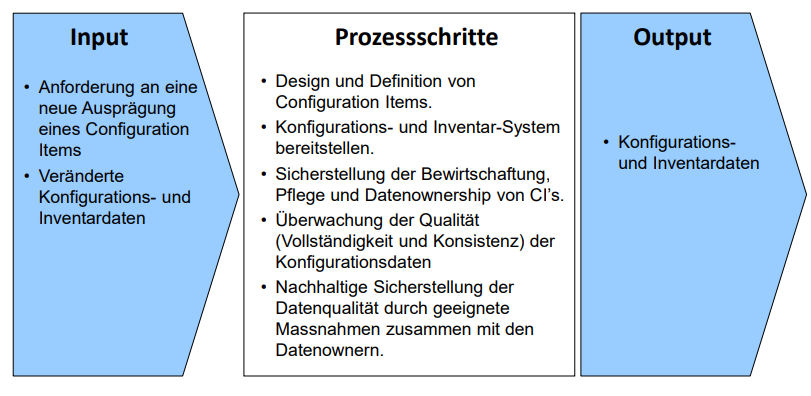 Input
• Anforderung an eine
neue Ausprägung
eines Configuration
Items
• Veränderte
Konfigurations- und
Inventardaten
Prozessschritte
• Design und Definition von
Configuration Items.
• Konfigurations- und Inventar-System
bereitstellen.
• Sicherstellung der Bewirtschaftung,
Pflege und Datenownership von CI’s.
• Überwachung der Qualität
(Vollständigkeit und Konsistenz) der
Konfigurationsdaten
• Nachhaltige Sicherstellung der
Datenqualität durch geeignete
Massnahmen zusammen mit den
Datenownern.
Output
• Konfigurations-
und Inventardaten